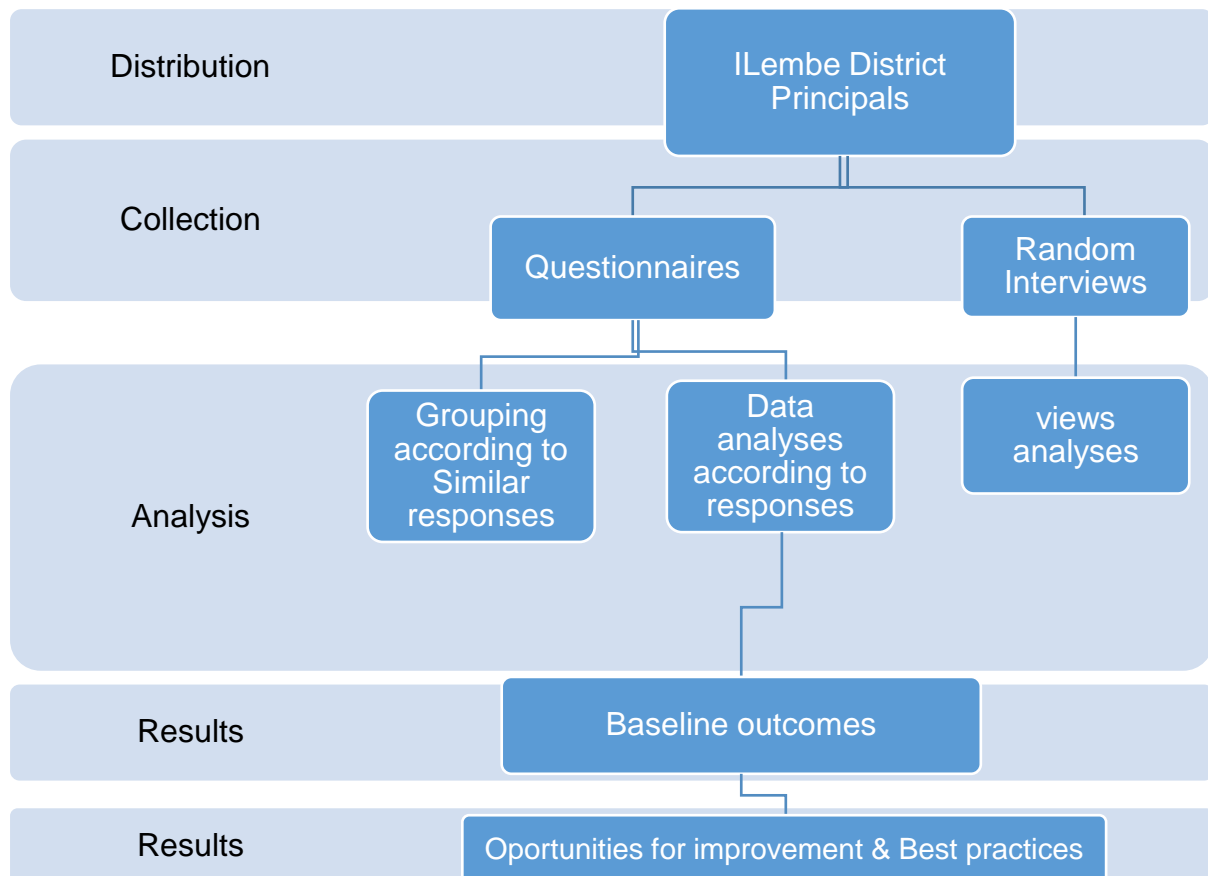 Distribution
ILembe District
Principals
Collection
Questionnaires
Random
Interviews
Analysis
Grouping
according to
Similar
responses
Data
analyses
according to
responses
views
analyses
Results
Baseline outcomes
Results
Oportunities for improvement & Best practices